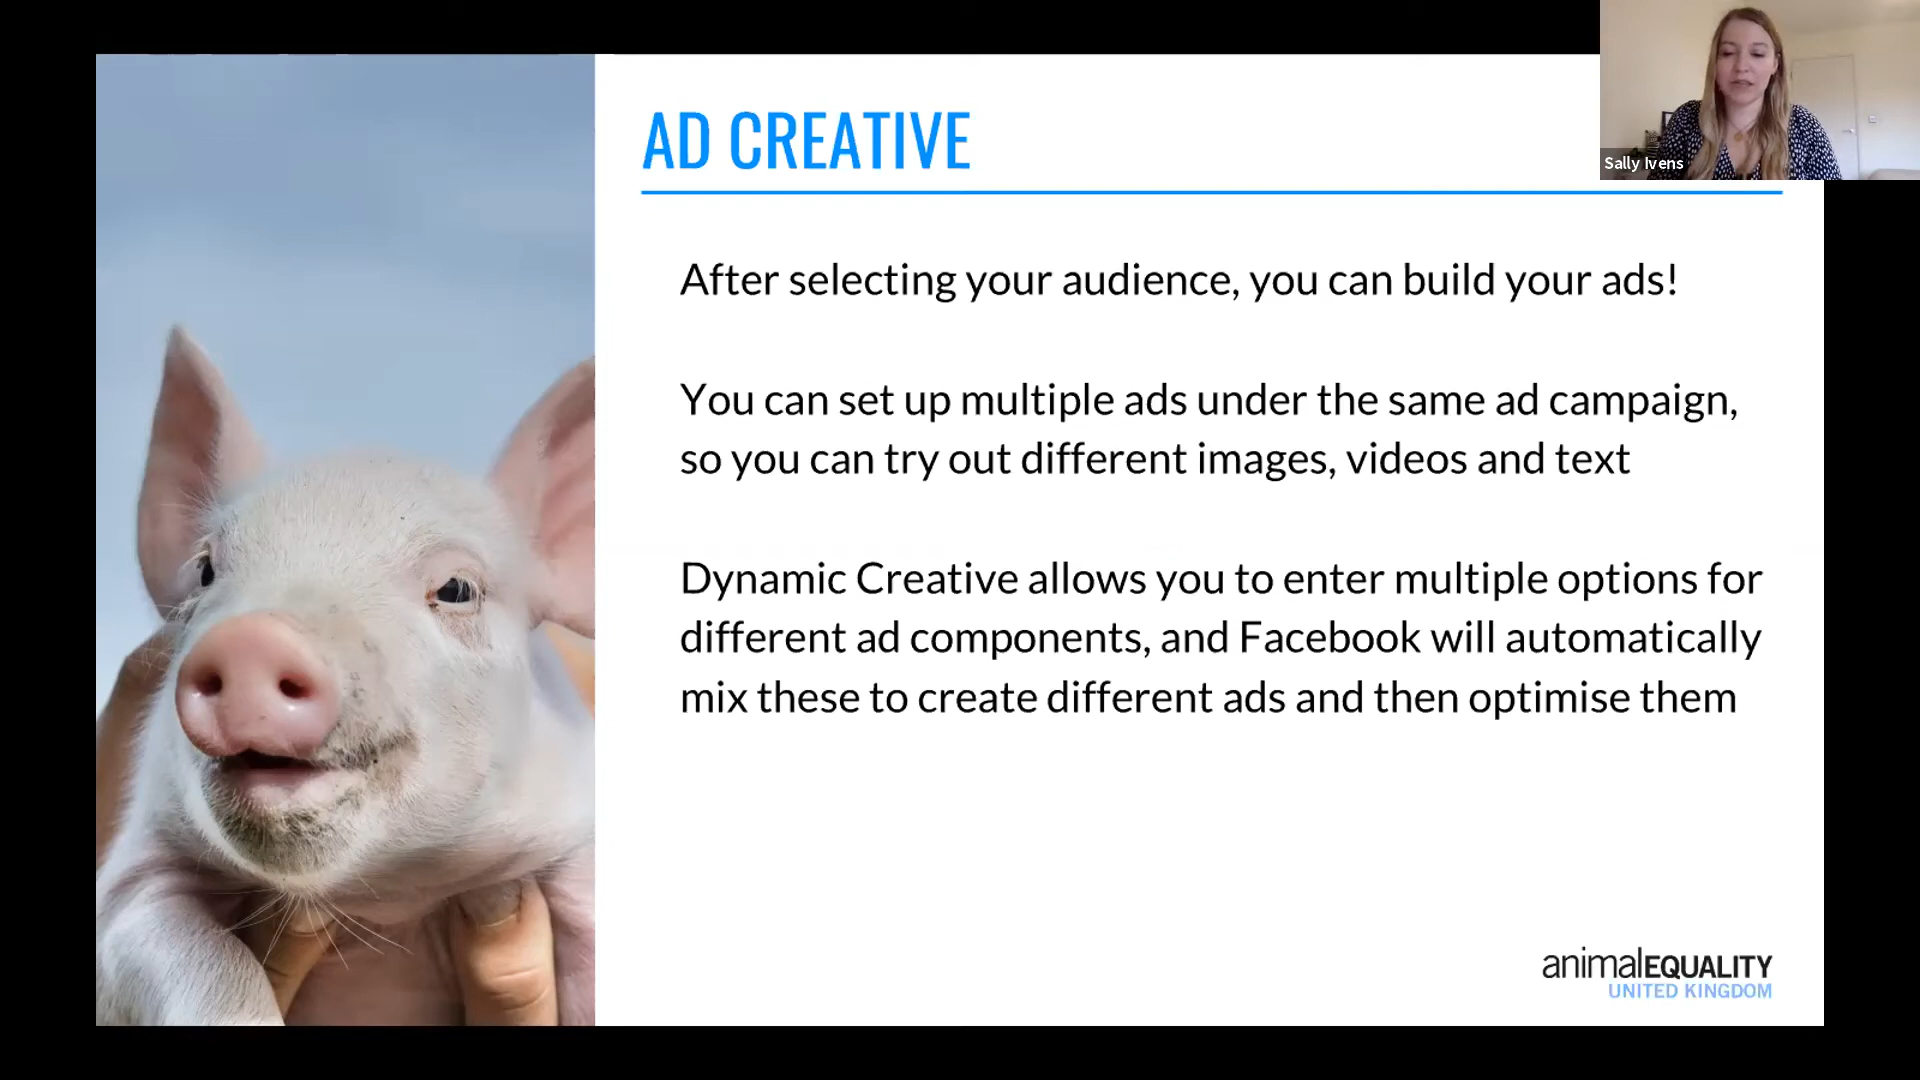 AD CREATIVE
Sally Ivens
After selecting your audience, you can build your ads!
You can set up multiple ads under the same ad campaign,
so you can try out different images, videos and text
Dynamic Creative allows you to enter multiple options for
different ad components, and Facebook will automatically
mix these to create different ads and then optimise them
animalEQUALITY
UNITED KINGDOM